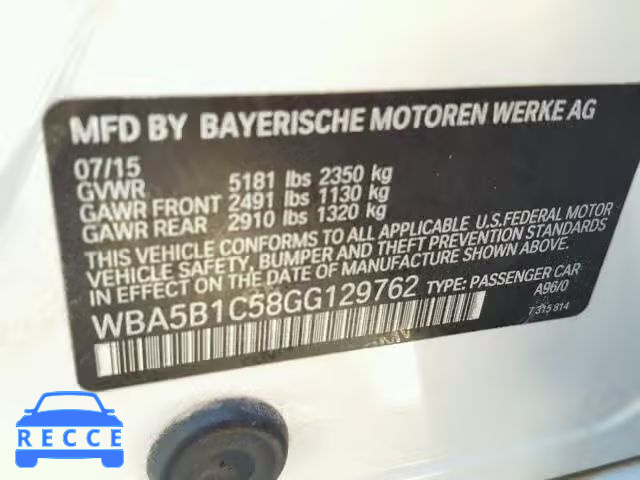 MFD BY BAYERISCHE MOTOREN WERKE AG
07/15
GVWR 5181 lbs 2350 kg
GAWR FRONT 2491 lbs 1130 kg
GAWR REAR 2910 lbs 1320 kg
THIS VEHICLE CONFORMS TO ALL APPLICABLE U.S.FEDERAL MOTOR
VEHICLE SAFETY, BUMPER AND THEFT PREVENTION STANDARDS
IN EFFECT ON THE DATE OF MANUFACTURE SHOWN ABOVE.
WBA5B1C58GG129762 TYPE: PASSENGER CAR
A96/0
7 315 814
RECCE